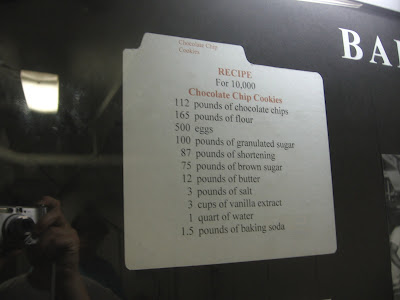 Chocolate Chip
Cookies
BA
RECIPE
For 10,000
Chocolate Chip Cookies
112 pounds of chocolate chips
165 pounds of flour
500 eggs
100 pounds of granulated sugar
87 pounds of shortening
75 pounds of brown sugar
12 pounds of butter
3 pounds of salt
3 cups of vanilla extract
1 quart of water
1.5 pounds of baking soda